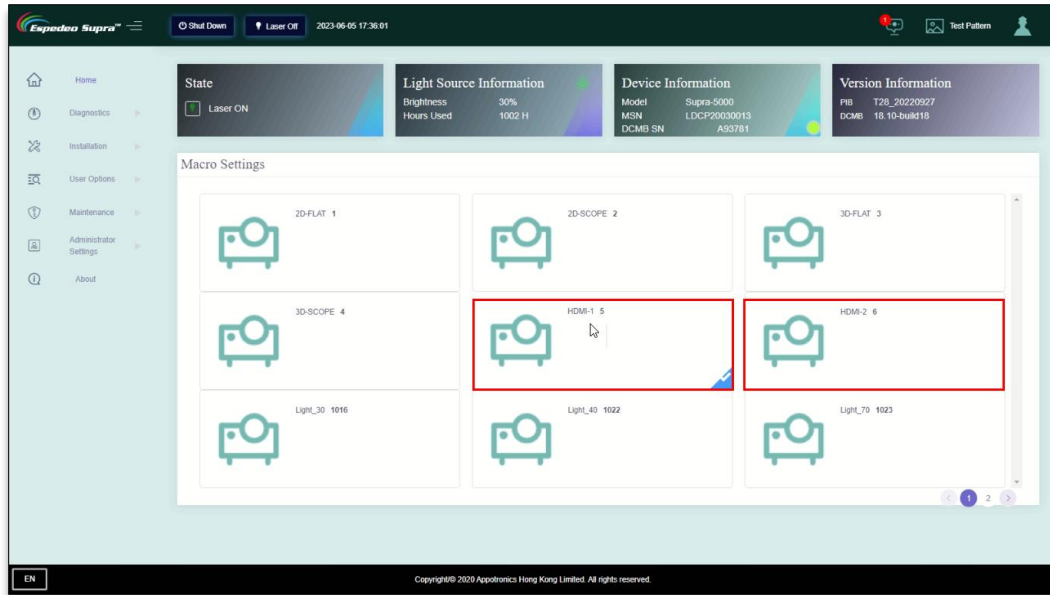 Espedeo Supra™
Shut Down
Laser Off
2023-06-05 17:36:01
1
Test Pattern
Home
Diagnostics
Installation
User Options
Maintenance
Administrator
Settings
About
State
Laser ON
Light Source Information
Brightness 30%
Hours Used 1002 H
Device Information
Model Supra-5000
MSN LDCP20030013
DCMB SN A93781
Version Information
PIB T28_20220927
DCMB 18.10-build18
Macro Settings
2D-FLAT 1
2D-SCOPE 2
3D-FLAT 3
3D-SCOPE 4
HDMI-1 5
HDMI-2 6
Light_30 1016
Light_40 1022
Light_70 1023
< 1 2 >
EN
Copyright/© 2020 Appotronics Hong Kong Limited. All rights reserved.